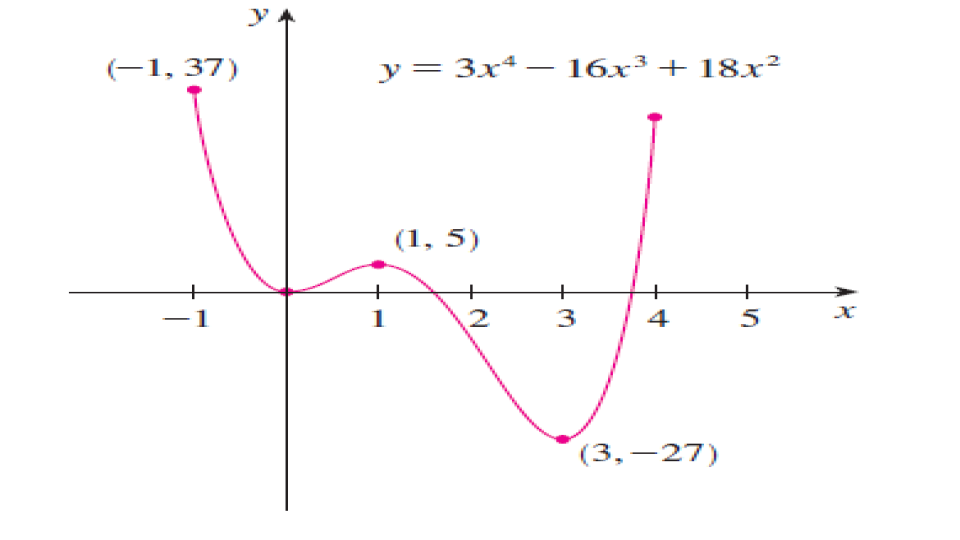 y
(−1, 37)
y = 3x⁴ − 16x³ + 18x²
(1, 5)
−1 1 2 3 4 5 x
(3, −27)